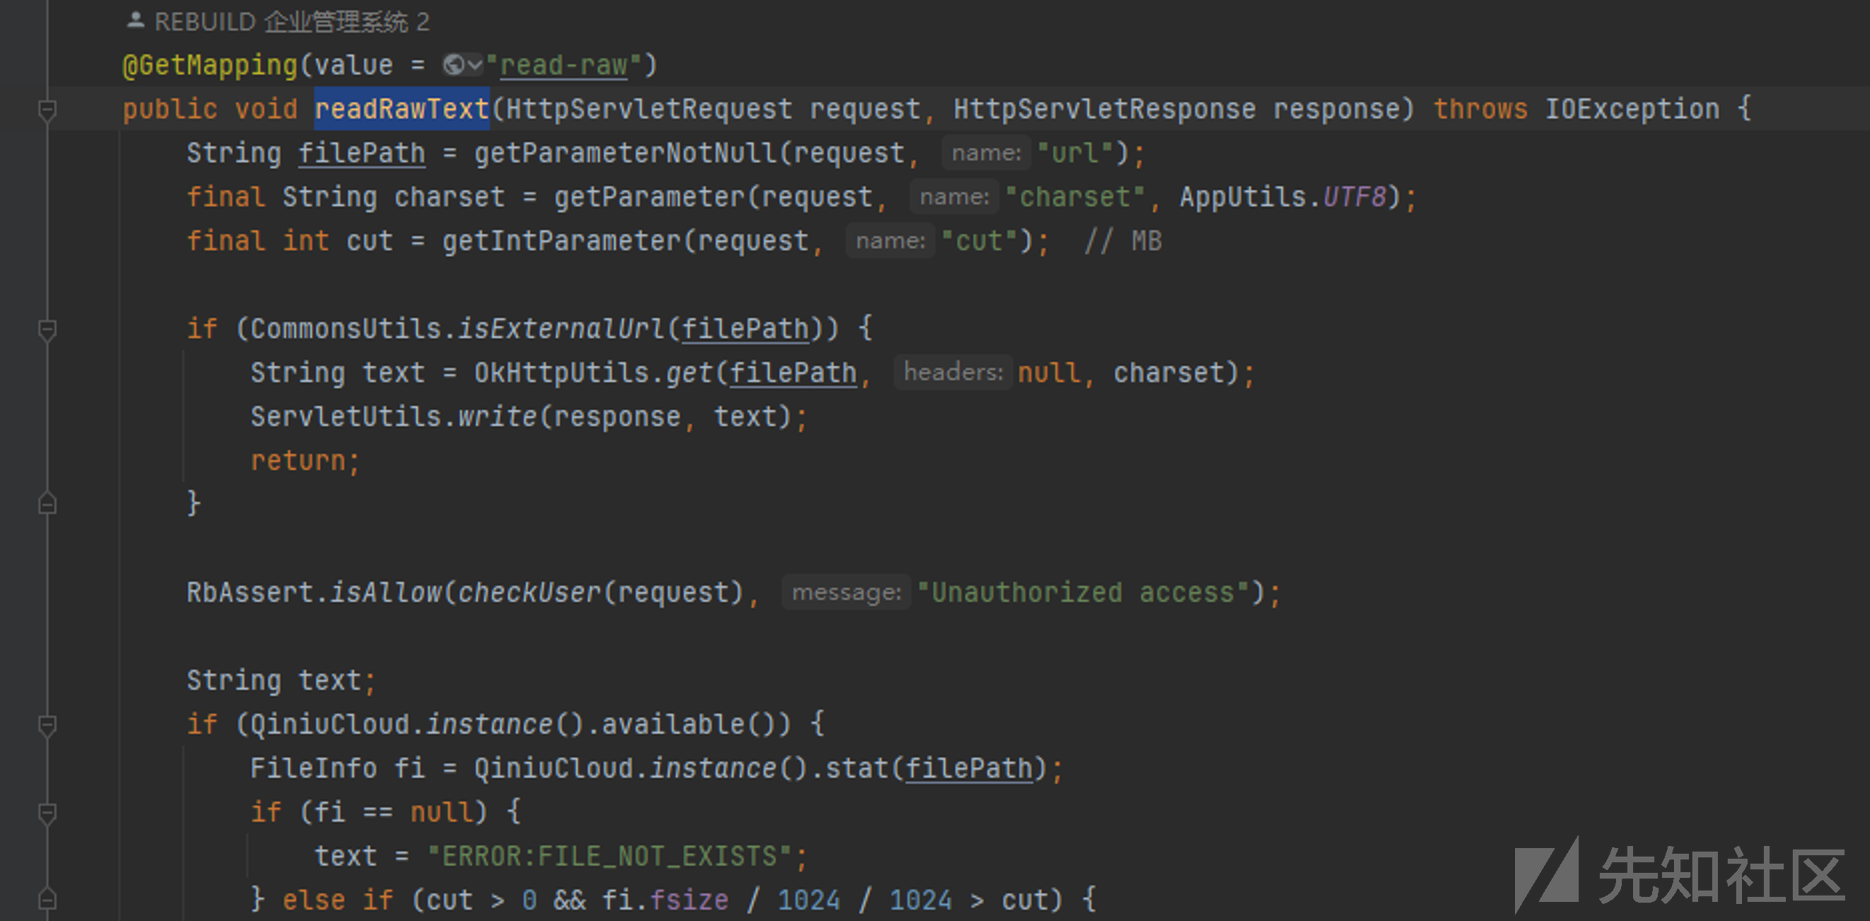 REBUILD 企业管理系统 2
@GetMapping(value = "read-raw")
public void readRawText(HttpServletRequest request, HttpServletResponse response) throws IOException {
String filePath = getParameterNotNull(request, name: "url");
final String charset = getParameter(request, name: "charset", AppUtils.UTF8);
final int cut = getIntParameter(request, name: "cut"); // MB
if (CommonsUtils.isExternalUrl(filePath)) {
String text = OkHttpUtils.get(filePath, headers: null, charset);
ServletUtils.write(response, text);
return;
}
RbAssert.isAllow(checkUser(request), message: "Unauthorized access");
String text;
if (QiniuCloud.instance().available()) {
FileInfo fi = QiniuCloud.instance().stat(filePath);
if (fi == null) {
text = "ERROR:FILE_NOT_EXISTS";
} else if (cut > 0 && fi.fsize / 1024 / 1024 > cut) {
先知社区